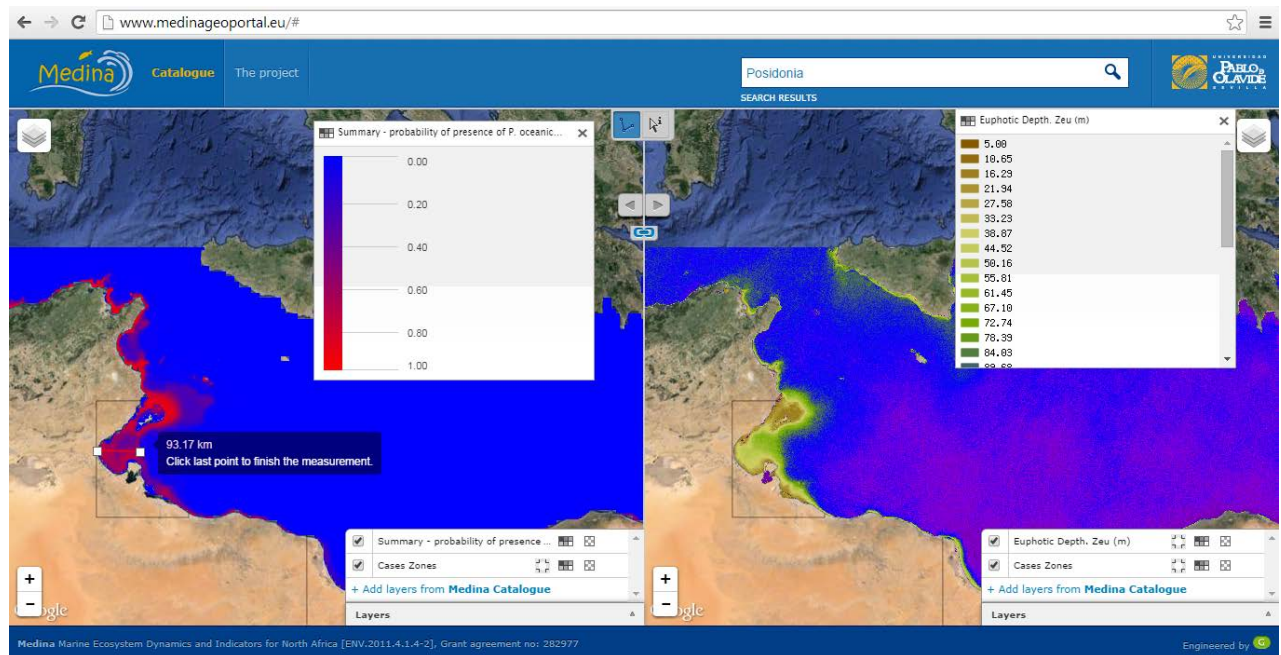 www.medinageoportal.eu/#
Medina
Catalogue
The project
Posidonia
SEARCH RESULTS
UNIVERSIDAD
PABLO DE
OLAVIDE
SEVILLA
Summary - probability of presence of P. oceanic...
0.00
0.20
0.40
0.60
0.80
1.00
93.17 km
Click last point to finish the measurement.
Summary - probability of presence ...
Cases Zones
+ Add layers from Medina Catalogue
Layers
+
-
Google
Euphotic Depth. Zeu (m)
5.00
10.65
16.29
21.94
27.58
33.23
38.87
44.52
50.16
55.81
61.45
67.10
72.74
78.39
84.03
89.68
Euphotic Depth. Zeu (m)
Cases Zones
+ Add layers from Medina Catalogue
Layers
+
-
Google
Medina Marine Ecosystem Dynamics and Indicators for North Africa [ENV.2011.4.1.4-2], Grant agreement no: 282977
Engineered by G